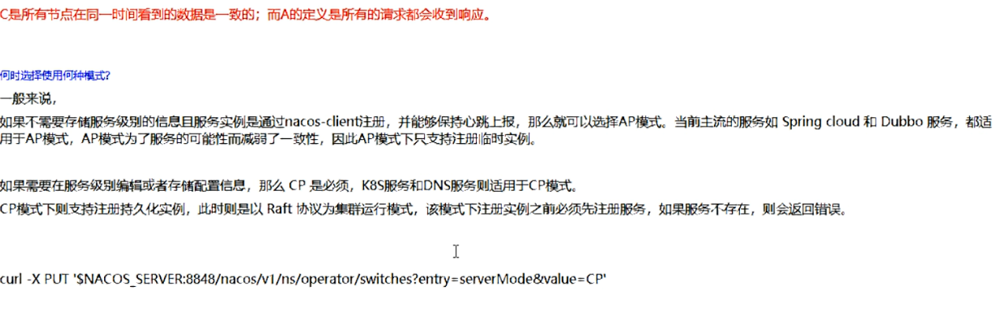 C是所有节点在同一时间看到的数据是一致的；而A的定义是所有的请求都会收到响应。
何时选择使用何种模式?
一般来说，
如果不需要存储服务级别的信息且服务实例是通过nacos-client注册，并能够保持心跳上报，那么就可以选择AP模式。当前主流的服务如 Spring cloud 和 Dubbo 服务，都适
用于AP模式，AP模式为了服务的可能性而减弱了一致性，因此AP模式下只支持注册临时实例。
如果需要在服务级别编辑或者存储配置信息，那么 CP 是必须，K8S服务和DNS服务则适用于CP模式。
CP模式下则支持注册持久化实例，此时则是以 Raft 协议为集群运行模式，该模式下注册实例之前必须先注册服务，如果服务不存在，则会返回错误。
curl -X PUT '$NACOS_SERVER:8848/nacos/v1/ns/operator/switches?entry=serverMode&value=CP'